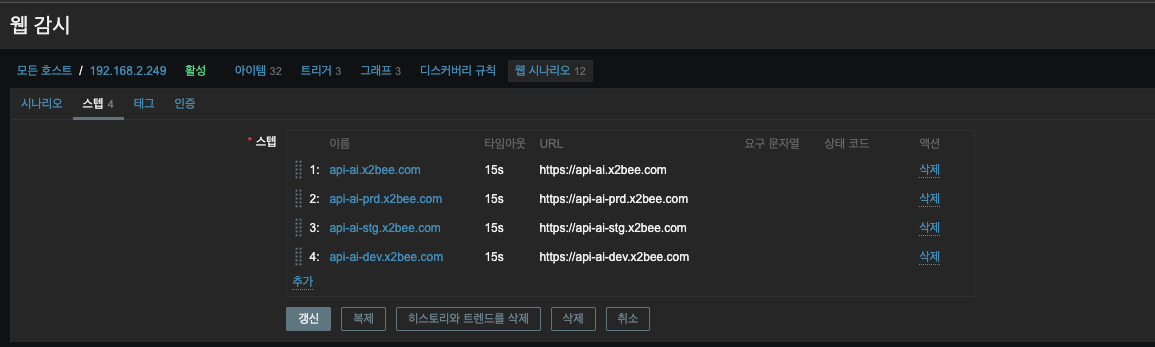 웹 감시
모든 호스트 / 192.168.2.249 활성 아이템 32 트리거 3 그래프 3 디스커버리 규칙 웹 시나리오 12
시나리오 스텝 4 태그 인증
* 스텝 이름 타임아웃 URL 요구 문자열 상태 코드 액션
1: api-ai.x2bee.com 15s https://api-ai.x2bee.com 삭제
2: api-ai-prd.x2bee.com 15s https://api-ai-prd.x2bee.com 삭제
3: api-ai-stg.x2bee.com 15s https://api-ai-stg.x2bee.com 삭제
4: api-ai-dev.x2bee.com 15s https://api-ai-dev.x2bee.com 삭제
추가
갱신 복제 히스토리와 트렌드를 삭제 삭제 취소